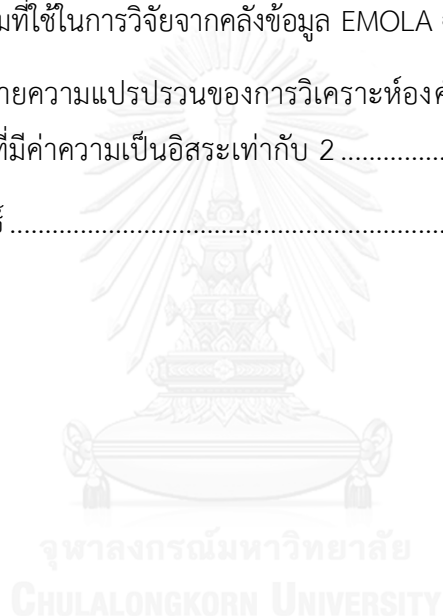 มที่ใช้ในการวิจัยจากคลังข้อมูล EMOLA
ายความแปรปรวนของการวิเคราะห์องค์
ที่มีค่าความเป็นอิสระเท่ากับ 2 ................
................................................................
จุฬาลงกรณ์มหาวิทยาลัย
CHULALONGKORN UNIVERSITY